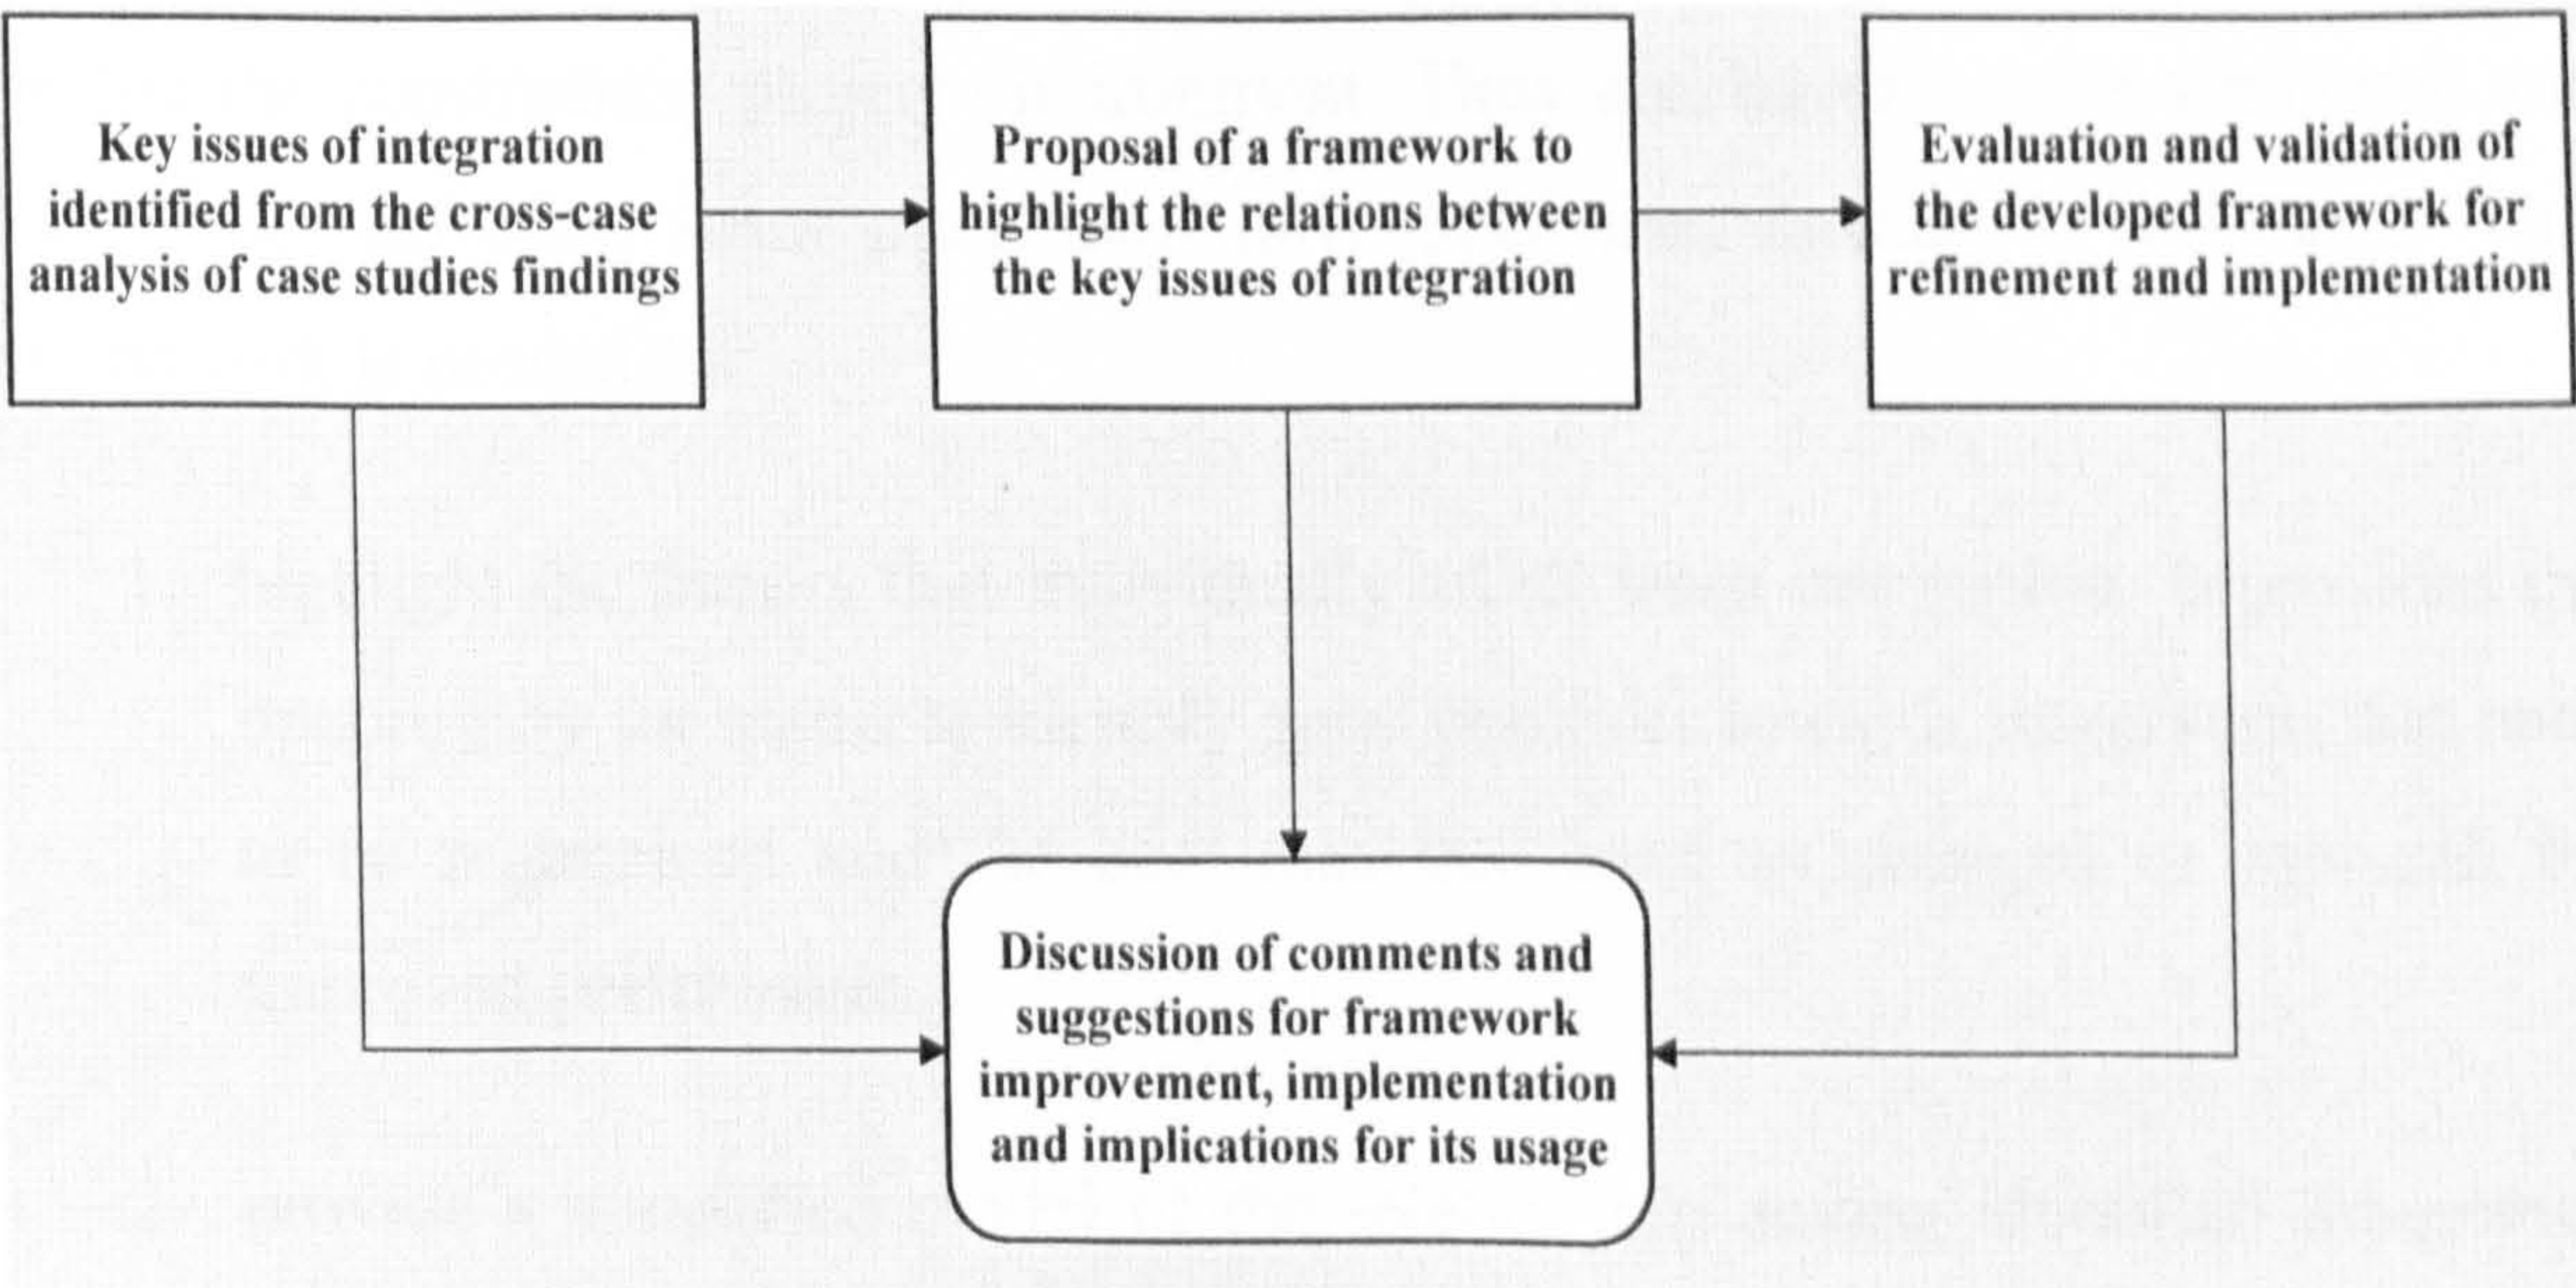 Key issues of integration
identified from the cross-case
analysis of case studies findings
Proposal of a framework to
highlight the relations between
the key issues of integration
Evaluation and validation of
the developed framework for
refinement and implementation
Discussion of comments and
suggestions for framework
improvement, implementation
and implications for its usage